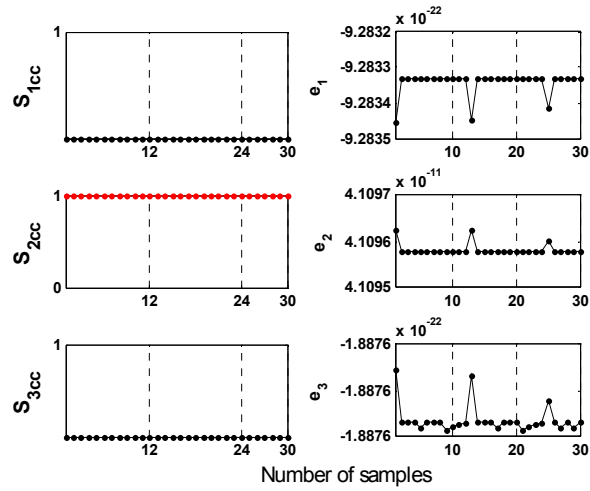 S1cc
1
12 24 30
x 10^-22
e1
-9.2832
-9.2833
-9.2834
-9.2835
10 20 30
S2cc
1
0
12 24 30
x 10^-11
e2
4.1097
4.1096
4.1095
10 20 30
S3cc
1
12 24 30
x 10^-22
e3
-1.8876
-1.8876
-1.8876
10 20 30
Number of samples